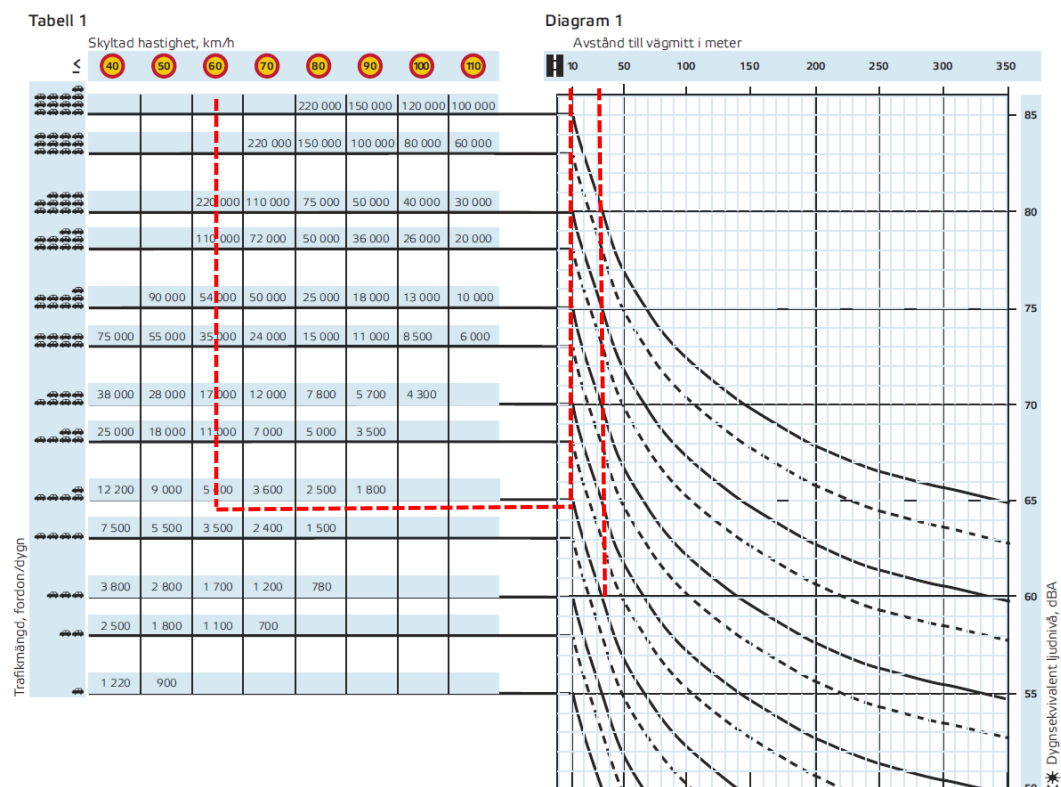 Tabell 1
Skyltad hastighet, km/h
≤ 40 50 60 70 80 90 100 110
220 000 150 000 120 000 100 000
220 000 150 000 100 000 80 000 60 000
220 000 110 000 75 000 50 000 40 000 30 000
110 000 72 000 50 000 36 000 26 000 20 000
90 000 54 000 50 000 25 000 18 000 13 000 10 000
75 000 55 000 35 000 24 000 15 000 11 000 8 500 6 000
38 000 28 000 17 000 12 000 7 800 5 700 4 300
25 000 18 000 11 000 7 000 5 000 3 500
12 200 9 000 5 400 3 600 2 500 1 800
7 500 5 500 3 500 2 400 1 500
3 800 2 800 1 700 1 200 780
2 500 1 800 1 100 700
1 220 900
Trafikmängd, fordon/dygn
Diagram 1
Avstånd till vägmitt i meter
10 50 100 150 200 250 300 350
85
80
75
70
65
60
55
50
Dygnsekvivalent ljudnivå, dBA